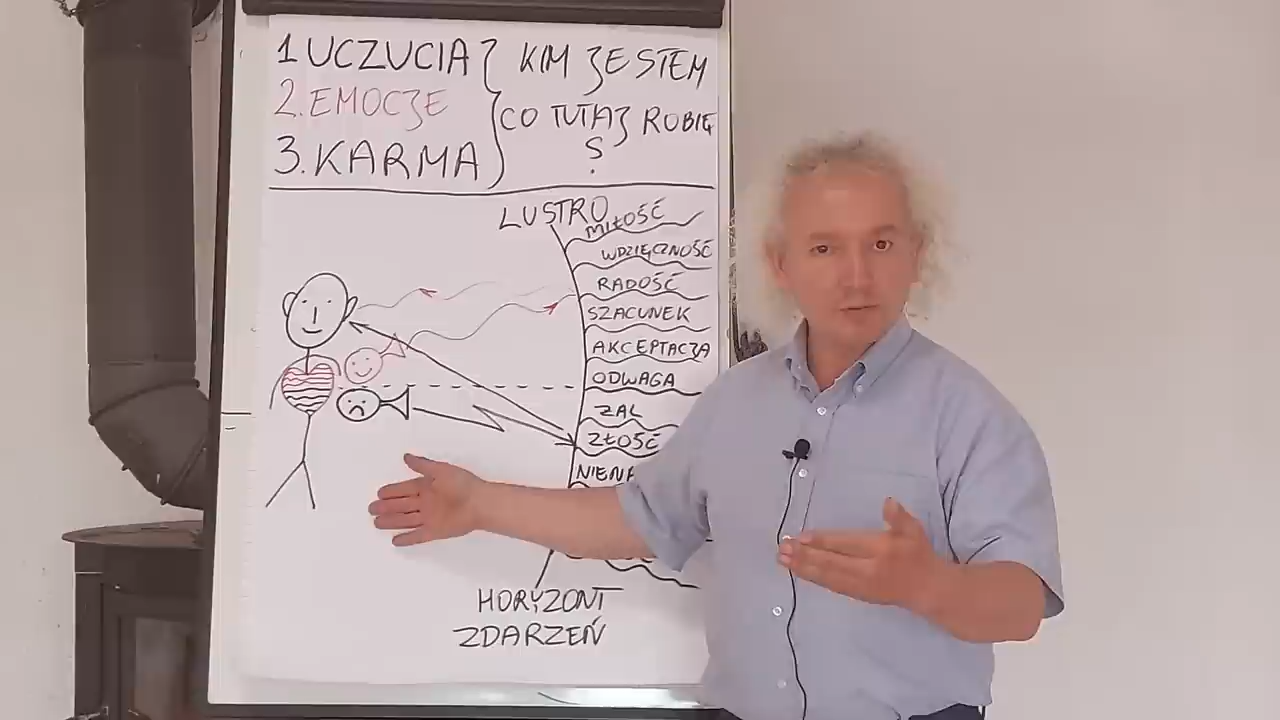 1 UCZUCIA
2. EMOCJE
3. KARMA
KIM JESTEM
CO TUTAJ ROBIĘ
?
LUSTRO
MIŁOŚĆ
WDZIĘCZNOŚĆ
RADOŚĆ
SZACUNEK
AKCEPTACJA
ODWAGA
ŻAL
ZŁOŚĆ
HORYZONT
ZDARZEŃ